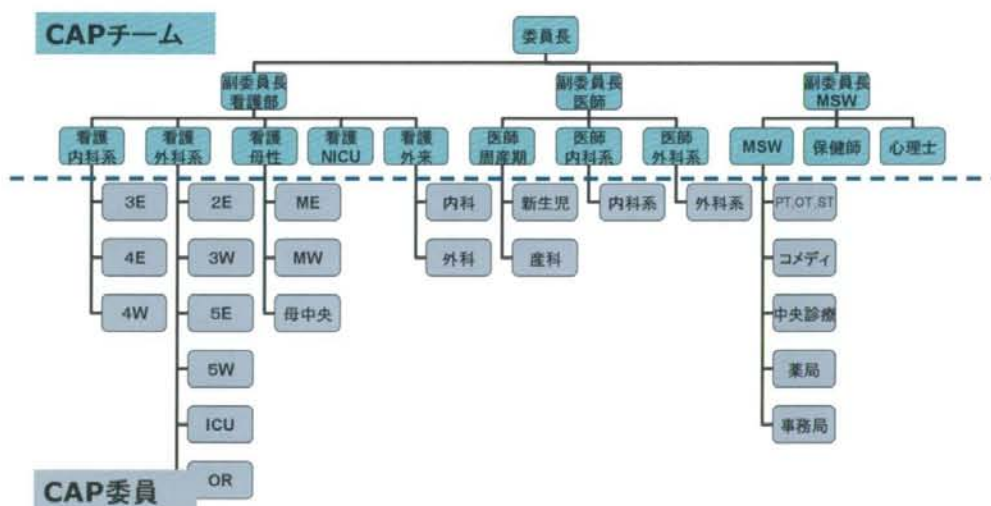 CAPチーム
委員長
副委員長
看護部
副委員長
医師
副委員長
MSW
看護
内科系
看護
外科系
看護
母性
看護
NICU
看護
外来
医師
周産期
医師
内科系
医師
外科系
MSW
保健師
心理士
3E
2E
ME
内科
新生児
内科系
外科系
PT,OT,ST
4E
3W
MW
外科
産科
コメディ
4W
5E
母中央
中央診療
5W
薬局
ICU
事務局
OR
CAP委員